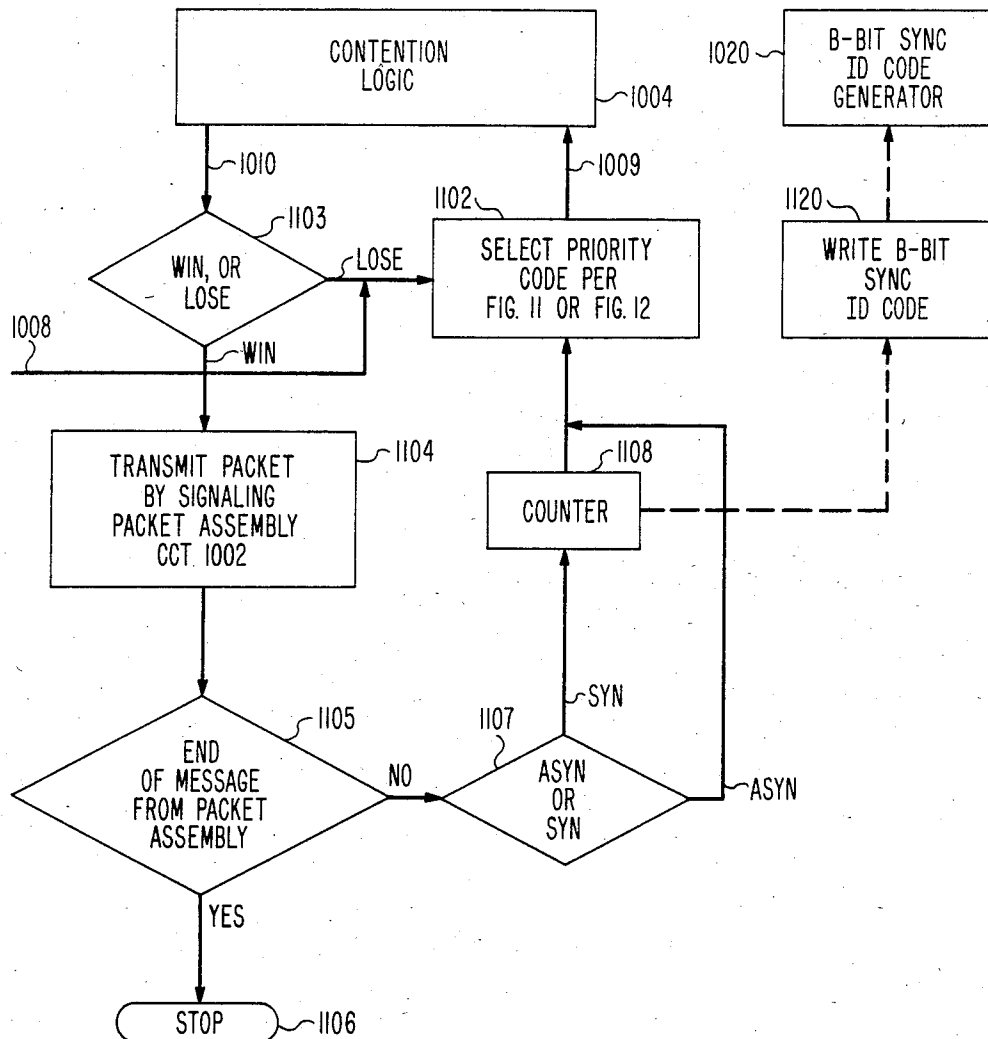 CONTENTION
LOGIC
1004
1020
B-BIT SYNC
ID CODE
GENERATOR
1010
1009
1103
WIN, OR
LOSE
LOSE
1102
SELECT PRIORITY
CODE PER
FIG. 11 OR FIG. 12
1120
WRITE B-BIT
SYNC
ID CODE
1008
WIN
1104
TRANSMIT PACKET
BY SIGNALING
PACKET ASSEMBLY
CCT. 1002
1108
COUNTER
1105
END
OF MESSAGE
FROM PACKET
ASSEMBLY
NO
1107
ASYN
OR
SYN
SYN
ASYN
YES
STOP
1106